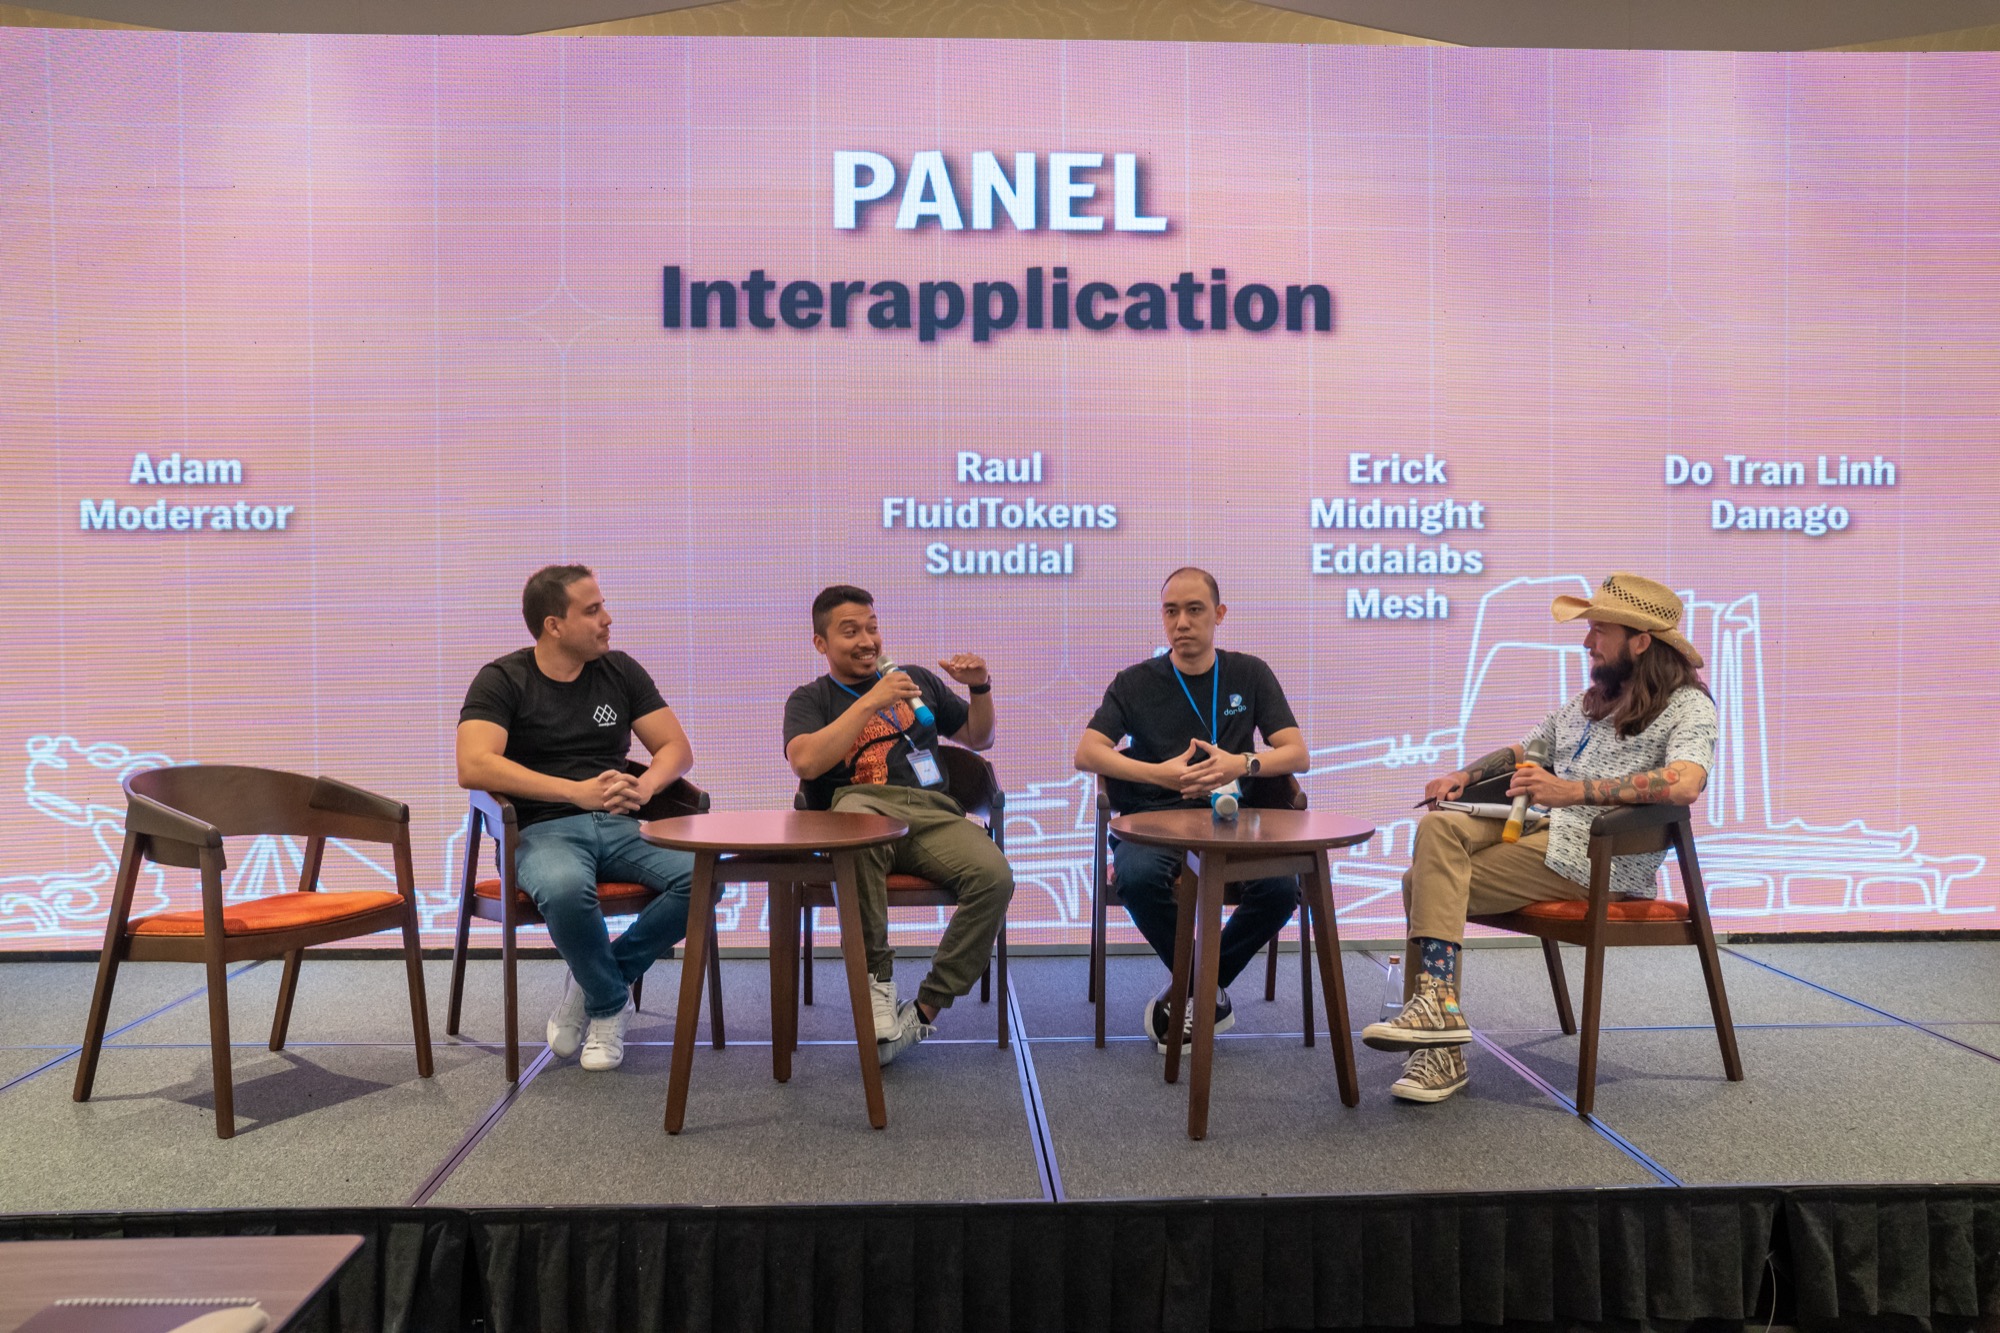 PANEL
Interapplication
Adam
Moderator
Raul
FluidTokens
Sundial
Erick
Midnight
Eddalabs
Mesh
Do Tran Linh
Danago